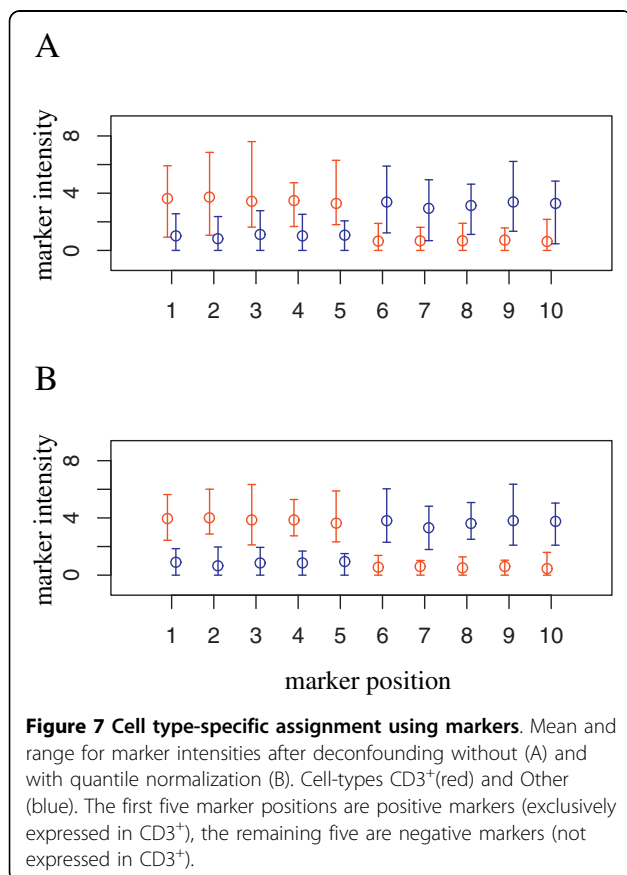 A
marker intensity
8
4
0
1 2 3 4 5 6 7 8 9 10
B
marker intensity
8
4
0
1 2 3 4 5 6 7 8 9 10
marker position
Figure 7 Cell type-specific assignment using markers. Mean and
range for marker intensities after deconfounding without (A) and
with quantile normalization (B). Cell-types CD3+(red) and Other
(blue). The first five marker positions are positive markers (exclusively
expressed in CD3+), the remaining five are negative markers (not
expressed in CD3+).